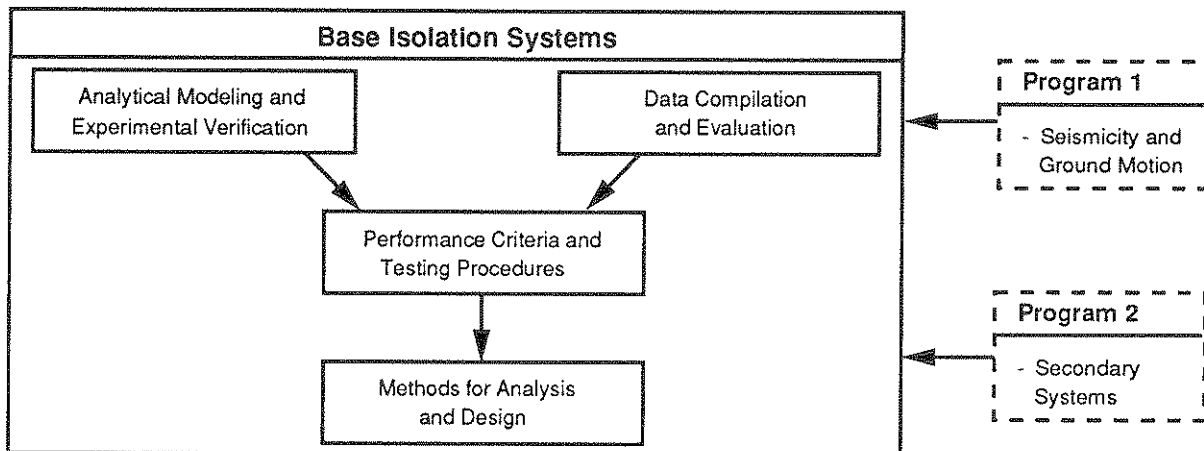 Base Isolation Systems
Analytical Modeling and
Experimental Verification
Data Compilation
and Evaluation
Performance Criteria and
Testing Procedures
Methods for Analysis
and Design
Program 1
- Seismicity and
Ground Motion
Program 2
- Secondary
Systems